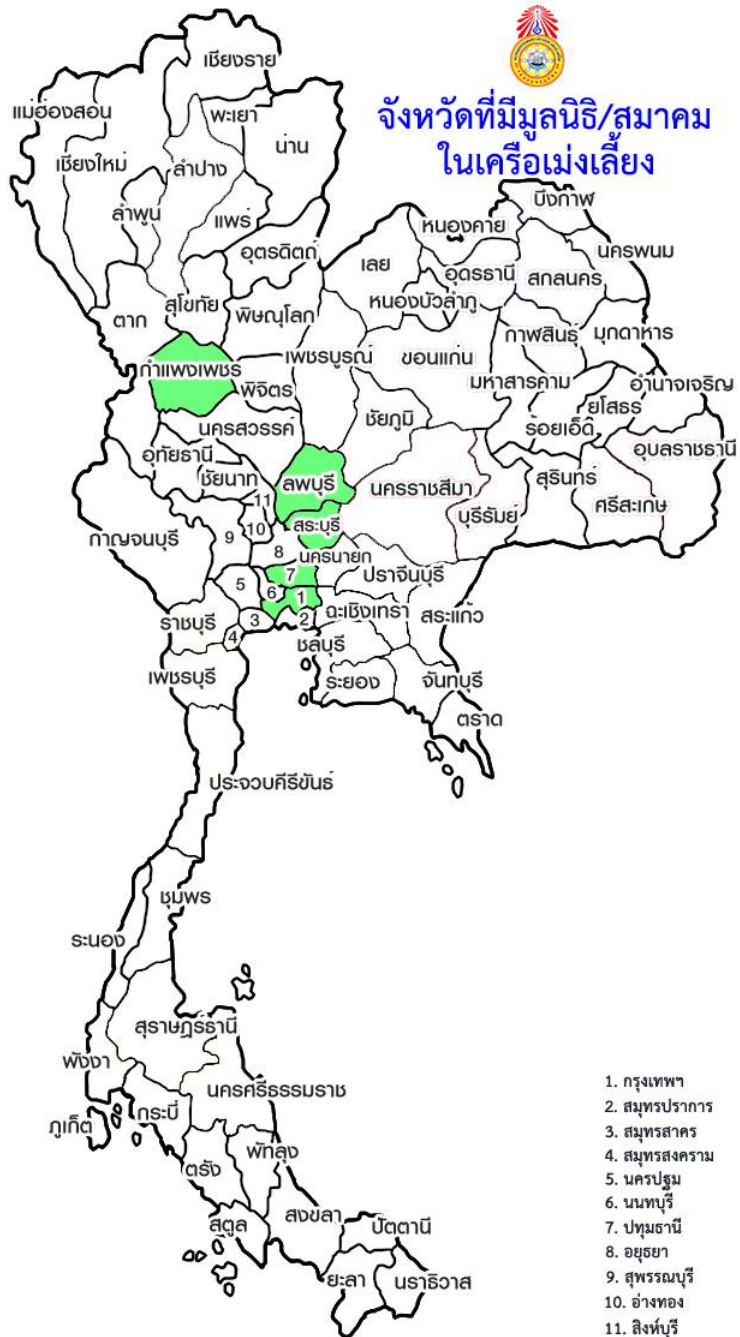 จังหวัดที่มีมูลนิธิ/สมาคม
ในเครือเม่งเลี้ยง
เชียงราย
แม่ฮ่องสอน
พะเยา
เชียงใหม่
น่าน
ลำปาง
ลำพูน
แพร่
อุตรดิตถ์
ตาก
สุโขทัย
พิษณุโลก
กำแพงเพชร
พิจิตร
เพชรบูรณ์
นครสวรรค์
อุทัยธานี
ชัยนาท
บึงกาฬ
หนองคาย
นครพนม
เลย
อุดรธานี
สกลนคร
หนองบัวลำภู
กาฬสินธุ์
มุกดาหาร
ขอนแก่น
มหาสารคาม
อำนาจเจริญ
ยโสธร
ร้อยเอ็ด
ชัยภูมิ
อุบลราชธานี
ลพบุรี
นครราชสีมา
บุรีรัมย์
สุรินทร์
ศรีสะเกษ
สระบุรี
กาญจนบุรี
11
10
9
8
นครนายก
ปราจีนบุรี
7
5
6
1
ฉะเชิงเทรา
สระแก้ว
ราชบุรี
3
2
4
ชลบุรี
เพชรบุรี
ระยอง
จันทบุรี
ตราด
ประจวบคีรีขันธ์
ชุมพร
ระนอง
สุราษฎร์ธานี
พังงา
นครศรีธรรมราช
ภูเก็ต
กระบี่
พัทลุง
ตรัง
สตูล
สงขลา
ปัตตานี
ยะลา
นราธิวาส
1. กรุงเทพฯ
2. สมุทรปราการ
3. สมุทรสาคร
4. สมุทรสงคราม
5. นครปฐม
6. นนทบุรี
7. ปทุมธานี
8. อยุธยา
9. สุพรรณบุรี
10. อ่างทอง
11. สิงห์บุรี